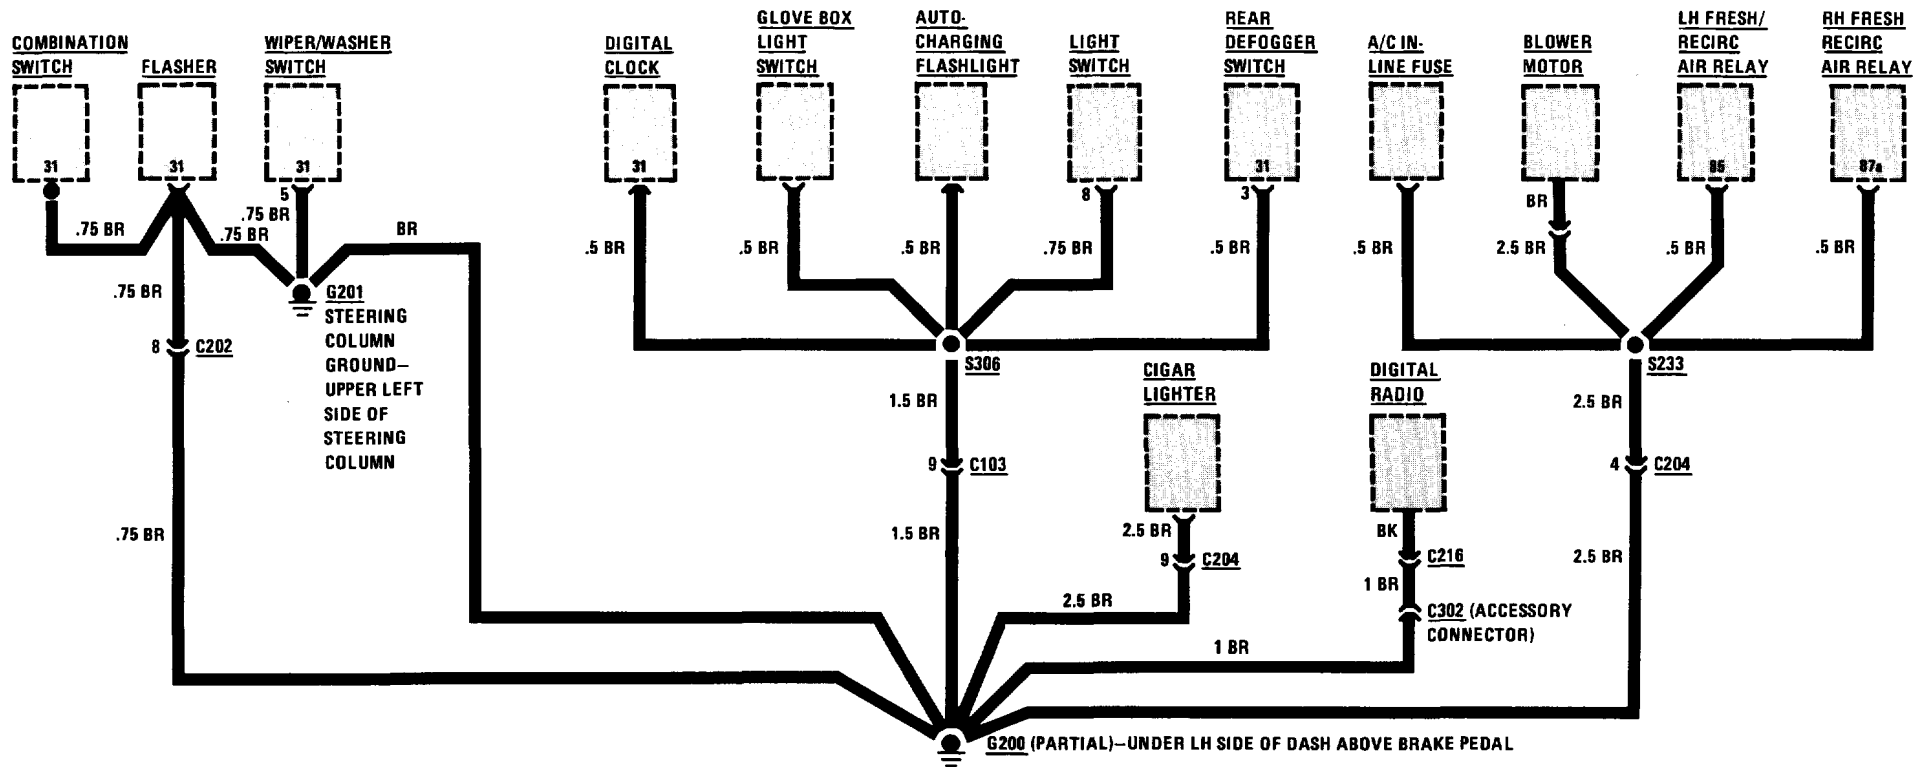 COMBINATION
SWITCH
FLASHER
WIPER/WASHER
SWITCH
DIGITAL
CLOCK
GLOVE BOX
LIGHT
SWITCH
AUTO-
CHARGING
FLASHLIGHT
LIGHT
SWITCH
REAR
DEFOGGER
SWITCH
A/C IN-
LINE FUSE
BLOWER
MOTOR
LH FRESH/
RECIRC
AIR RELAY
RH FRESH
RECIRC
AIR RELAY
31
31
31
31
31
85
87a
5
8
3
BR
.75 BR
.75 BR
.75 BR
BR
.5 BR
.5 BR
.5 BR
.75 BR
.5 BR
.5 BR
2.5 BR
.5 BR
.5 BR
.75 BR
G201
STEERING
COLUMN
GROUND–
UPPER LEFT
SIDE OF
STEERING
COLUMN
8
C202
S306
S233
1.5 BR
CIGAR
LIGHTER
DIGITAL
RADIO
2.5 BR
9
C103
4
C204
.75 BR
1.5 BR
2.5 BR
9
C204
BK
C216
1 BR
2.5 BR
2.5 BR
C302 (ACCESSORY
CONNECTOR)
1 BR
G200 (PARTIAL)–UNDER LH SIDE OF DASH ABOVE BRAKE PEDAL